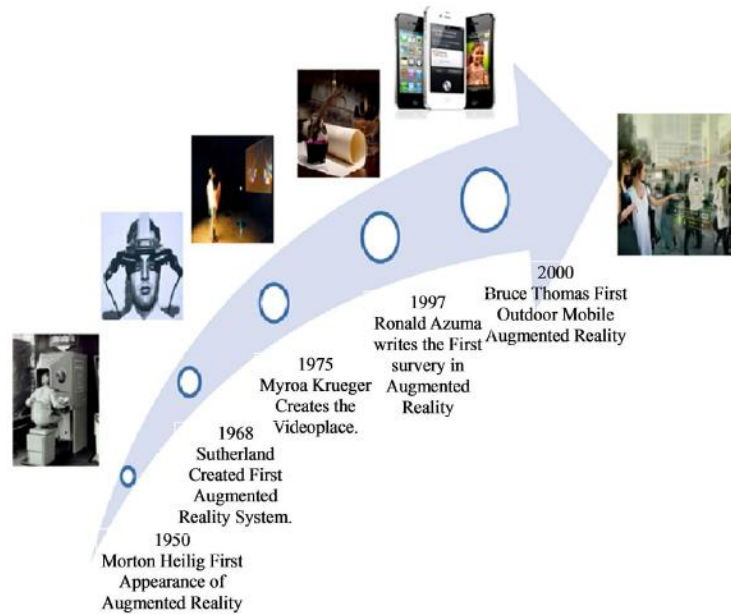 1950
Morton Heilig First
Appearance of
Augmented Reality
1968
Sutherland
Created First
Augmented
Reality System.
1975
Myroa Krueger
Creates the
Videoplace.
1997
Ronald Azuma
writes the First
survery in
Augmented
Reality
2000
Bruce Thomas First
Outdoor Mobile
Augmented Reality